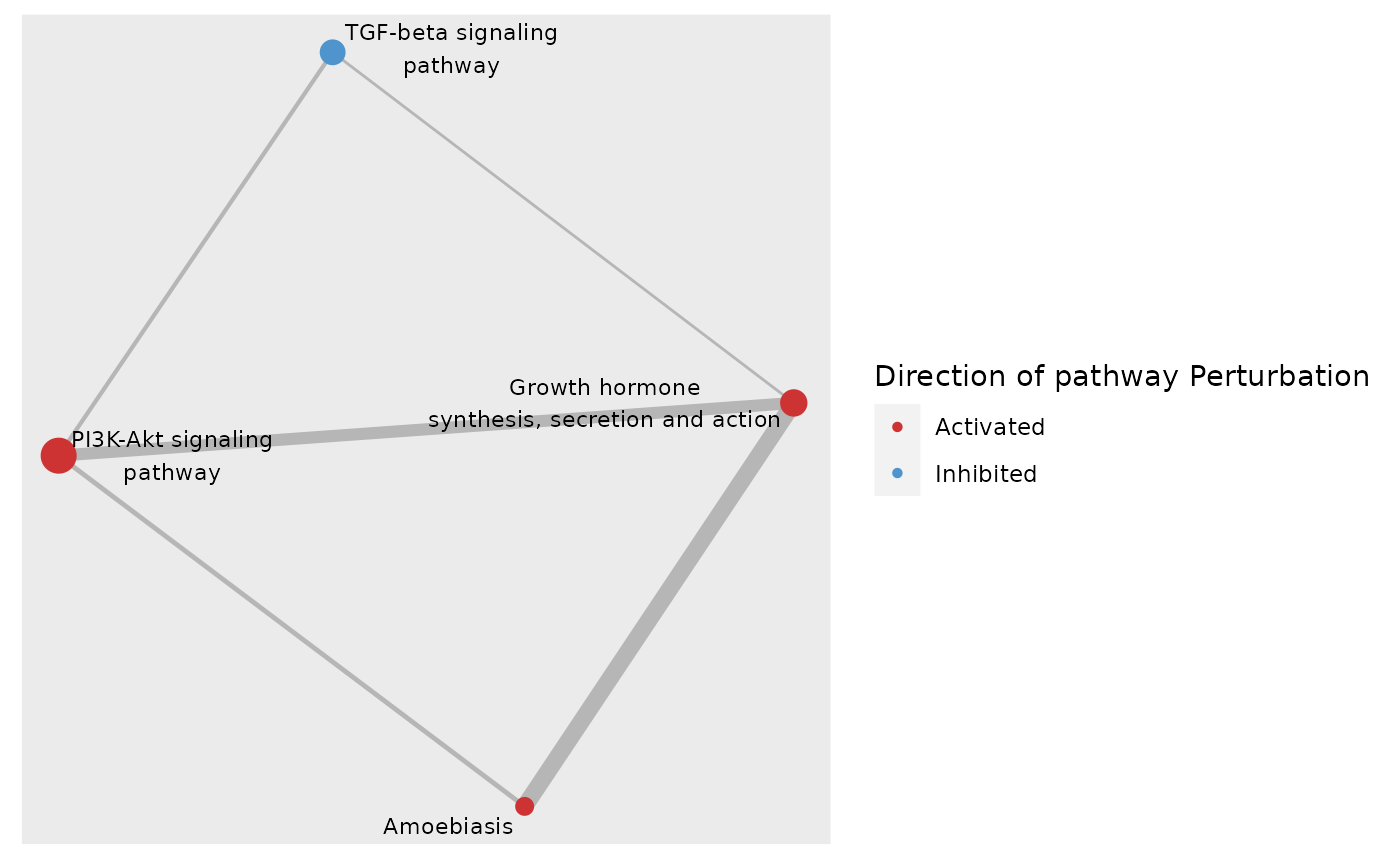 TGF-beta signaling
pathway
Growth hormone
synthesis, secretion and action
PI3K-Akt signaling
pathway
Amoebiasis
Direction of pathway Perturbation
Activated
Inhibited